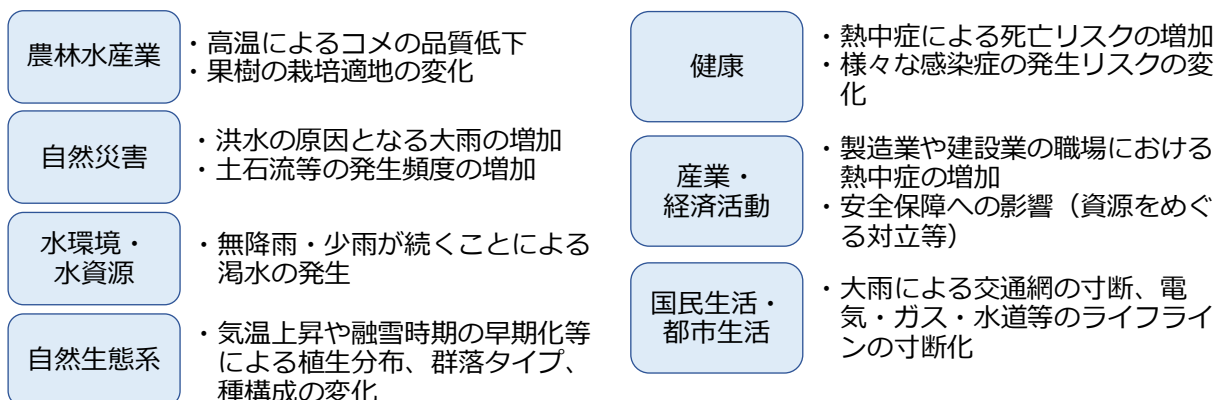 農林水産業
・高温によるコメの品質低下
・果樹の栽培適地の変化
自然災害
・洪水の原因となる大雨の増加
・土石流等の発生頻度の増加
水環境・
水資源
・無降雨・少雨が続くことによる
渇水の発生
自然生態系
・気温上昇や融雪時期の早期化等
による植生分布、群落タイプ、
種構成の変化
健康
・熱中症による死亡リスクの増加
・様々な感染症の発生リスクの変
化
産業・
経済活動
・製造業や建設業の職場における
熱中症の増加
・安全保障への影響（資源をめぐ
る対立等）
国民生活・
都市生活
・大雨による交通網の寸断、電
気・ガス・水道等のライフライ
ンの寸断化